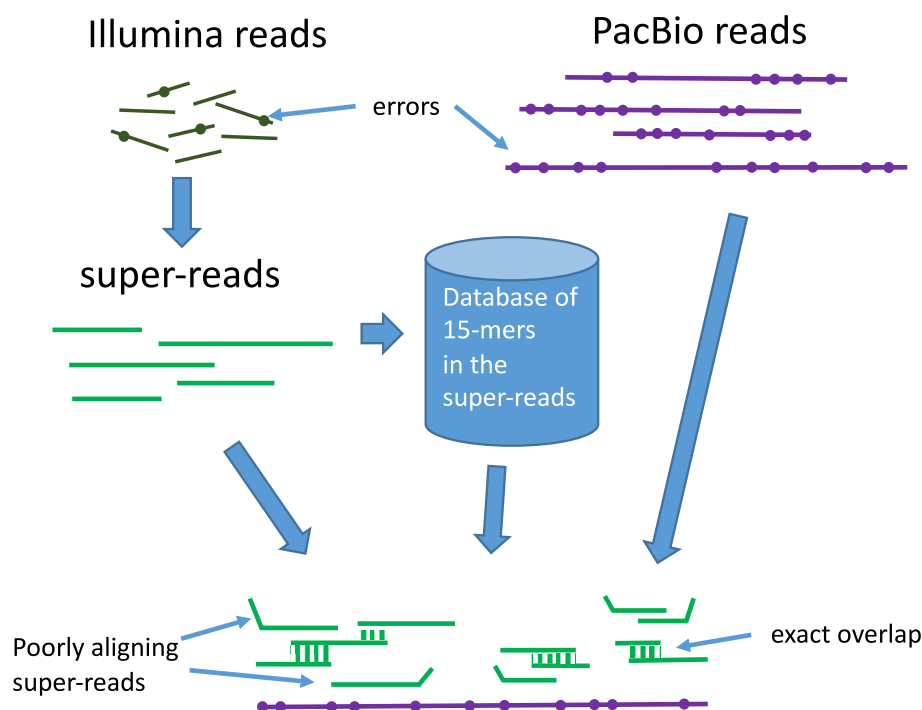 Illumina reads
PacBio reads
errors
super-reads
Database of
15-mers
in the
super-reads
Poorly aligning
super-reads
exact overlap